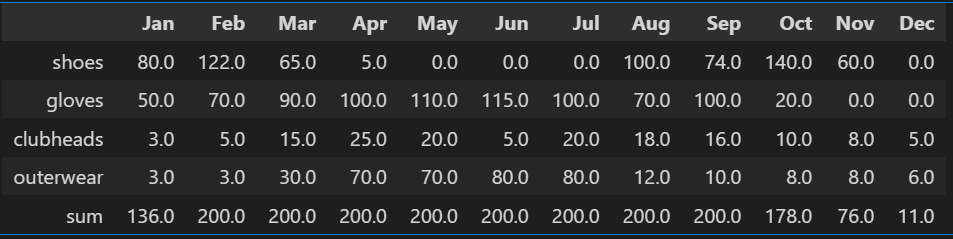 Jan Feb Mar Apr May Jun Jul Aug Sep Oct Nov Dec
shoes 80.0 122.0 65.0 5.0 0.0 0.0 0.0 100.0 74.0 140.0 60.0 0.0
gloves 50.0 70.0 90.0 100.0 110.0 115.0 100.0 70.0 100.0 20.0 0.0 0.0
clubheads 3.0 5.0 15.0 25.0 20.0 5.0 20.0 18.0 16.0 10.0 8.0 5.0
outerwear 3.0 3.0 30.0 70.0 70.0 80.0 80.0 12.0 10.0 8.0 8.0 6.0
sum 136.0 200.0 200.0 200.0 200.0 200.0 200.0 200.0 200.0 178.0 76.0 11.0